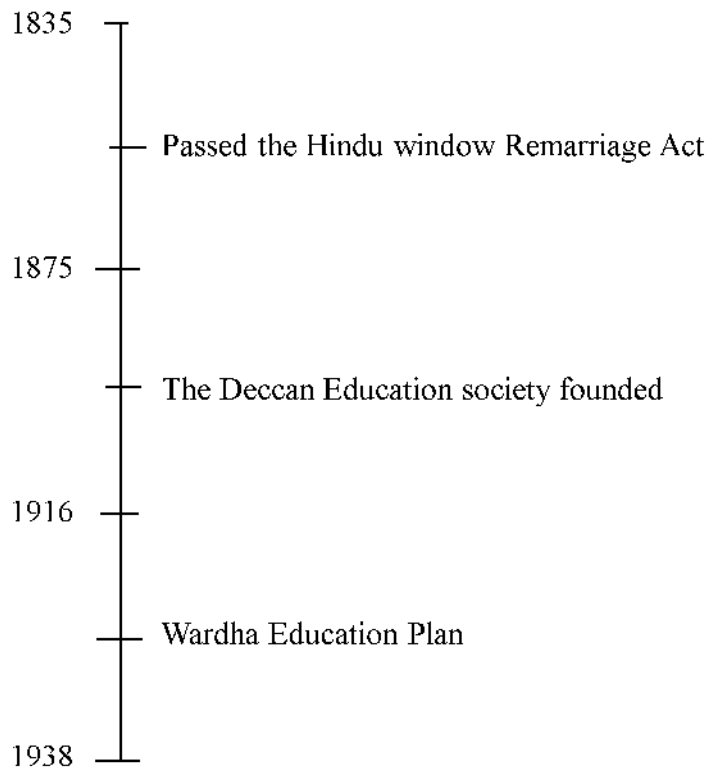 1835
Passed the Hindu window Remarriage Act
1875
The Deccan Education society founded
1916
Wardha Education Plan
1938